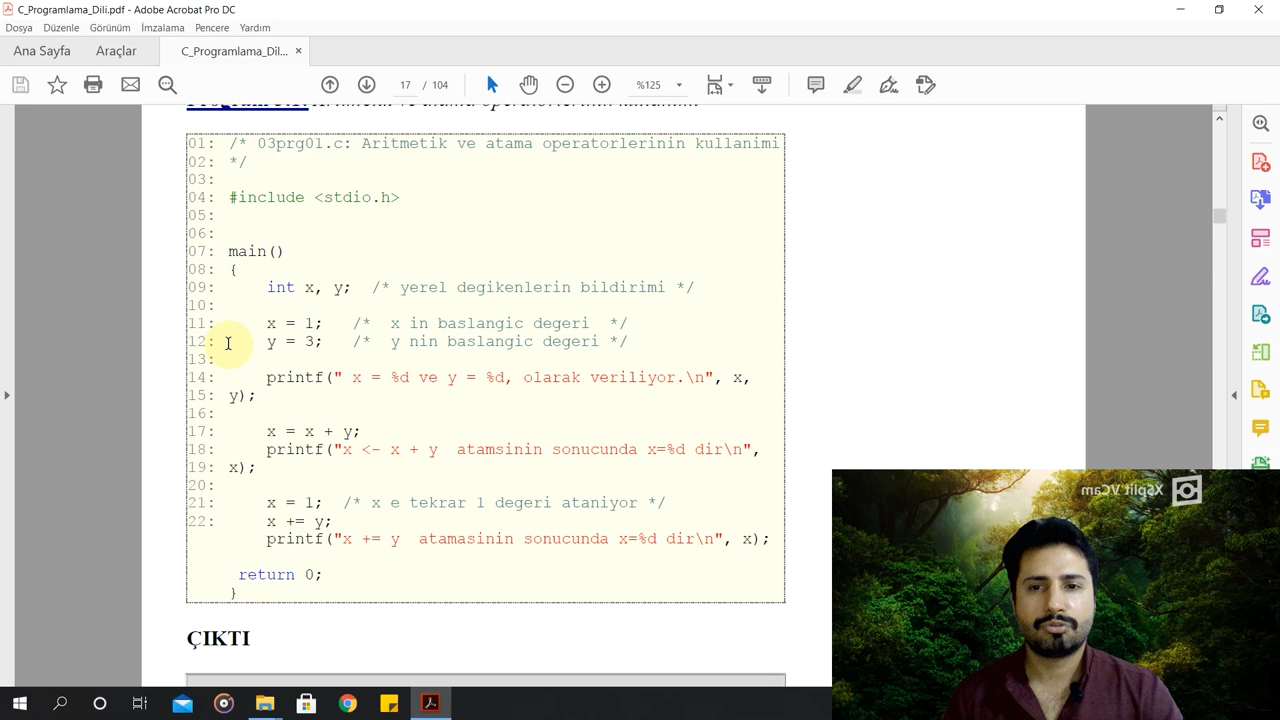 C_Programlama_Dili.pdf - Adobe Acrobat Pro DC
Dosya Düzenle Görünüm İmzalama Pencere Yardım
Ana Sayfa Araçlar C_Programlama_Dil... ×
17 / 104 %125
01: /* 03prg01.c: Aritmetik ve atama operatorlerinin kullanimi
02: */
03:
04: #include <stdio.h>
05:
06:
07: main()
08: {
09: int x, y; /* yerel degikenlerin bildirimi */
10:
11: x = 1; /* x in baslangic degeri */
12: y = 3; /* y nin baslangic degeri */
13:
14: printf(" x = %d ve y = %d, olarak veriliyor.\n", x,
15: y);
16:
17: x = x + y;
18: printf("x <- x + y atamsinin sonucunda x=%d dir\n",
19: x);
20:
21: x = 1; /* x e tekrar 1 degeri ataniyor */
22: x += y;
printf("x += y atamasinin sonucunda x=%d dir\n", x);
return 0;
}
ÇIKTI
XSplit VCam